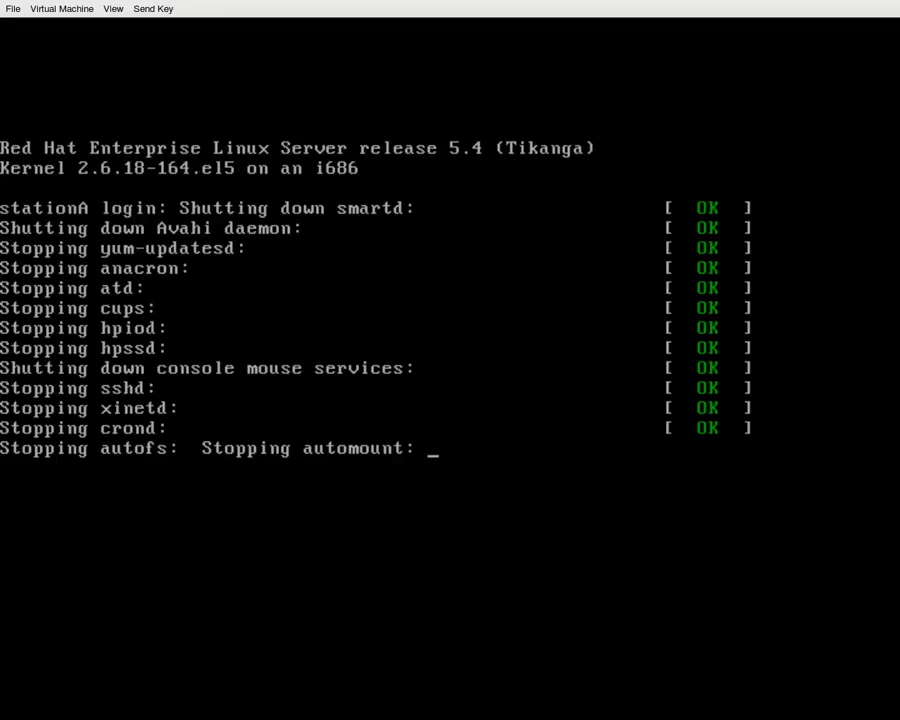 File Virtual Machine View Send Key
Red Hat Enterprise Linux Server release 5.4 (Tikanga)
Kernel 2.6.18-164.el5 on an i686
stationA login: Shutting down smartd: [ OK ]
Shutting down Avahi daemon: [ OK ]
Stopping yum-updatesd: [ OK ]
Stopping anacron: [ OK ]
Stopping atd: [ OK ]
Stopping cups: [ OK ]
Stopping hpiod: [ OK ]
Stopping hpssd: [ OK ]
Shutting down console mouse services: [ OK ]
Stopping sshd: [ OK ]
Stopping xinetd: [ OK ]
Stopping crond: [ OK ]
Stopping autofs: Stopping automount: _